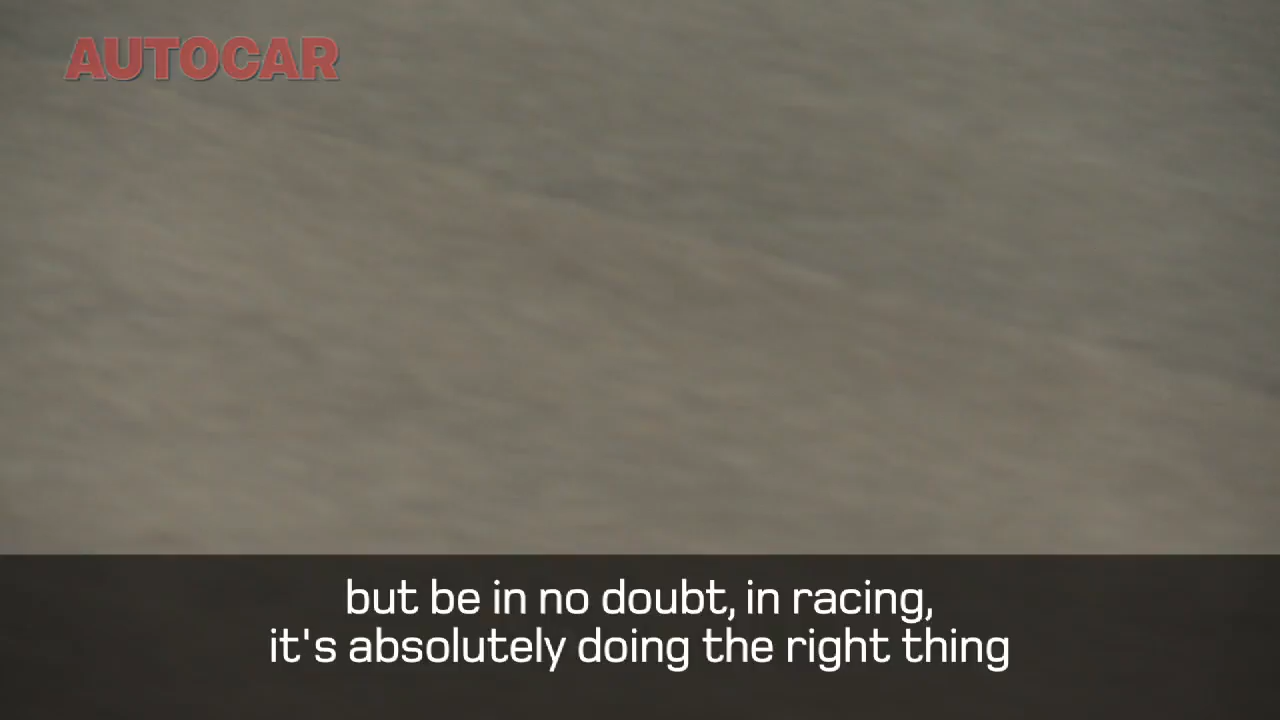 AUTOCAR
but be in no doubt, in racing,
it's absolutely doing the right thing